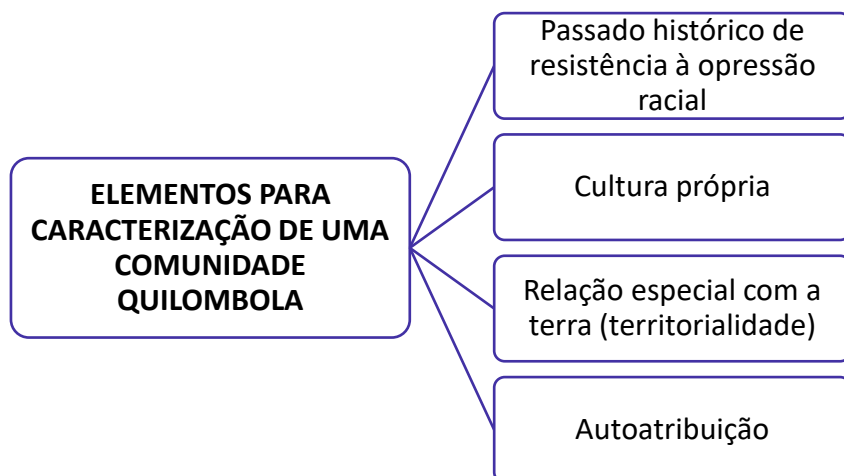 ELEMENTOS PARA
CARACTERIZAÇÃO DE UMA
COMUNIDADE
QUILOMBOLA
Passado histórico de
resistência à opressão
racial
Cultura própria
Relação especial com a
terra (territorialidade)
Autoatribuição